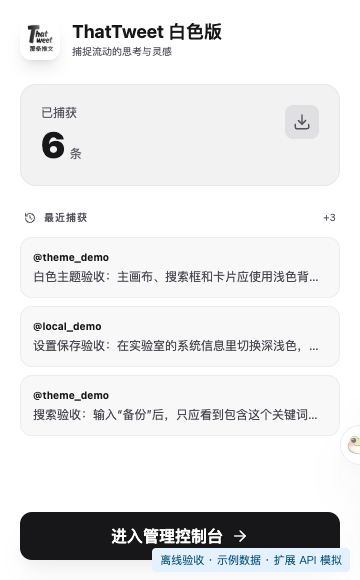 That
Tweet
那条推文
ThatTweet 白色版
捕捉流动的思考与灵感
已捕获
6 条
最近捕获
+3
@theme_demo
白色主题验收：主画布、搜索框和卡片应使用浅色背...
@local_demo
设置保存验收：在实验室的系统信息里切换深浅色，...
@theme_demo
搜索验收：输入“备份”后，只应看到包含这个关键词...
进入管理控制台 →
离线验收 · 示例数据 · 扩展 API 模拟